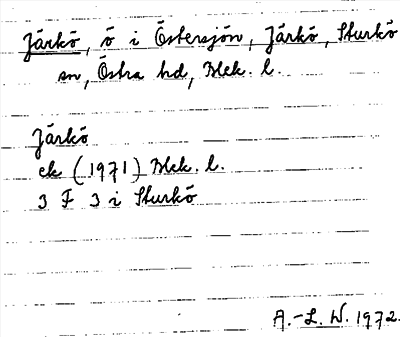 Järkö, ö i Östersjön, Järkö, Sturkö
sn, Östra hd, Blek. l.
Järkö
ek (1971) Blek. l.
3 F 3 i Sturkö
A.-L. W. 1972.